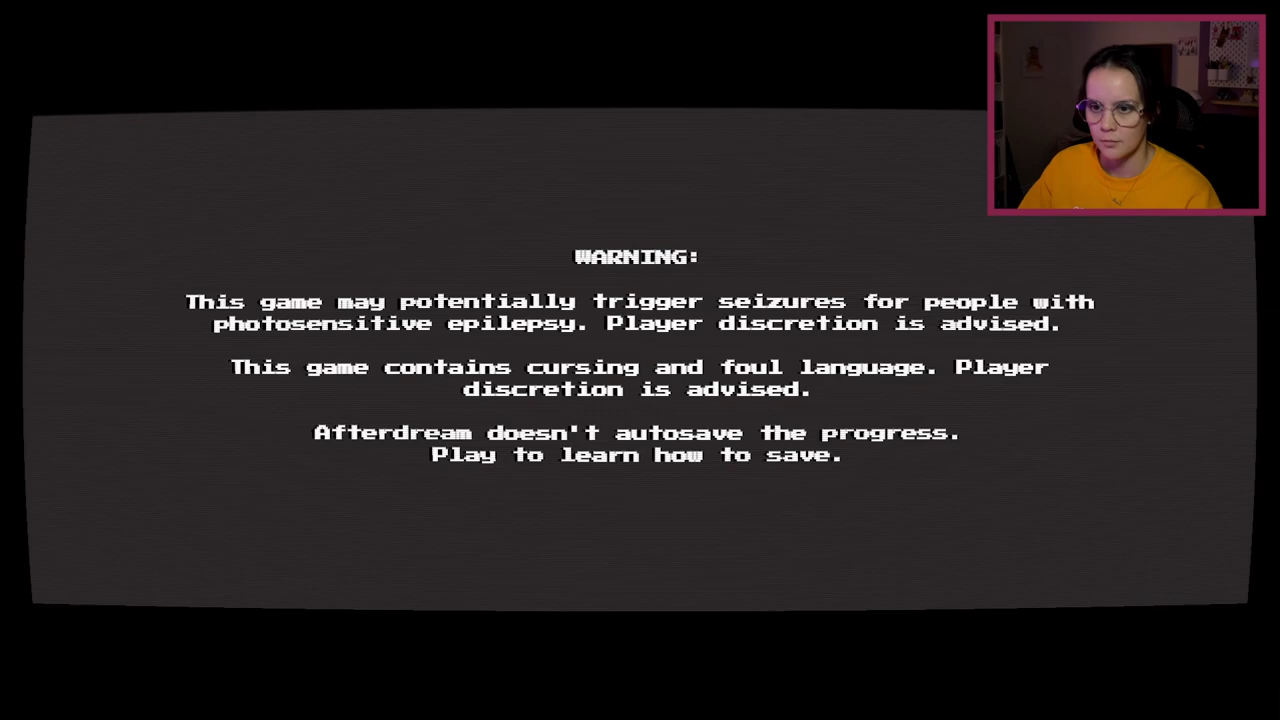 WARNING:
This game may potentially trigger seizures for people with
photosensitive epilepsy. Player discretion is advised.
This game contains cursing and foul language. Player
discretion is advised.
Afterdream doesn't autosave the progress.
Play to learn how to save.